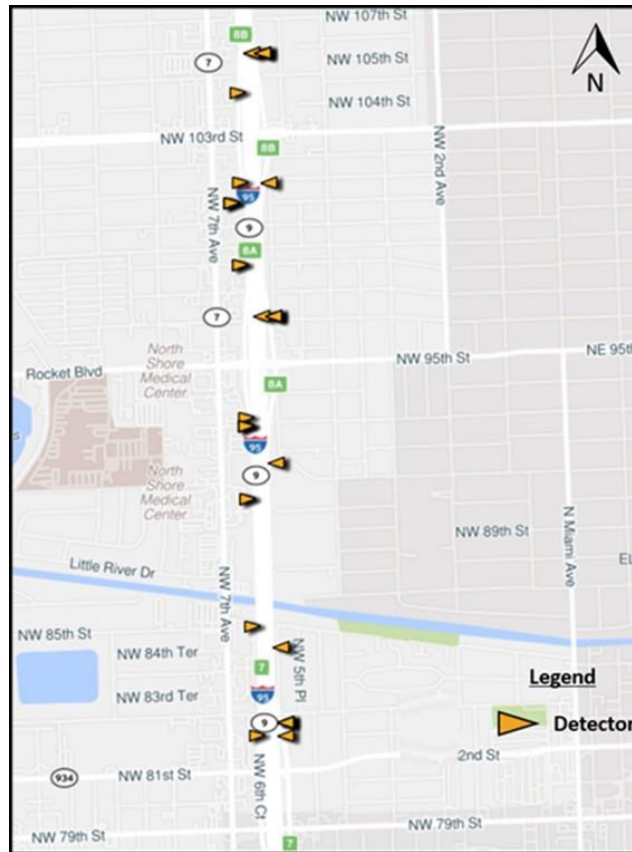 NW 107th St
8B
7
NW 105th St
N
NW 104th St
NW 103rd St
8B
NW 2nd Ave
95
NW 7th Ave
9
8A
7
North
Shore
Medical
Center
NW 95th St
NE 95th
Rocket Blvd
8A
95
9
North
Shore
Medical
Center
NW 89th St
N Miami Ave
Little River Dr
NW 7th Ave
EL
NW 85th St
NW 84th Ter
NW 5th Pl
7
Legend
NW 83rd Ter
95
9
Detector
2nd St
934
NW 81st St
NW 6th Ct
NW 79th St
NW 79th St
7